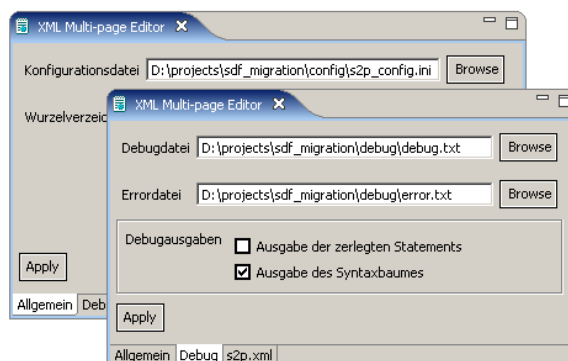 XML Multi-page Editor
Konfigurationsdatei D:\projects\sdf_migration\config\s2p_config.ini Browse
Wurzelverzeic
XML Multi-page Editor
Debugdatei D:\projects\sdf_migration\debug\debug.txt Browse
Errordatei D:\projects\sdf_migration\debug\error.txt Browse
Debugausgaben
Ausgabe der zerlegten Statements
Ausgabe des Syntaxbaumes
Apply
Allgemein Deb
Apply
Allgemein Debug s2p.xml